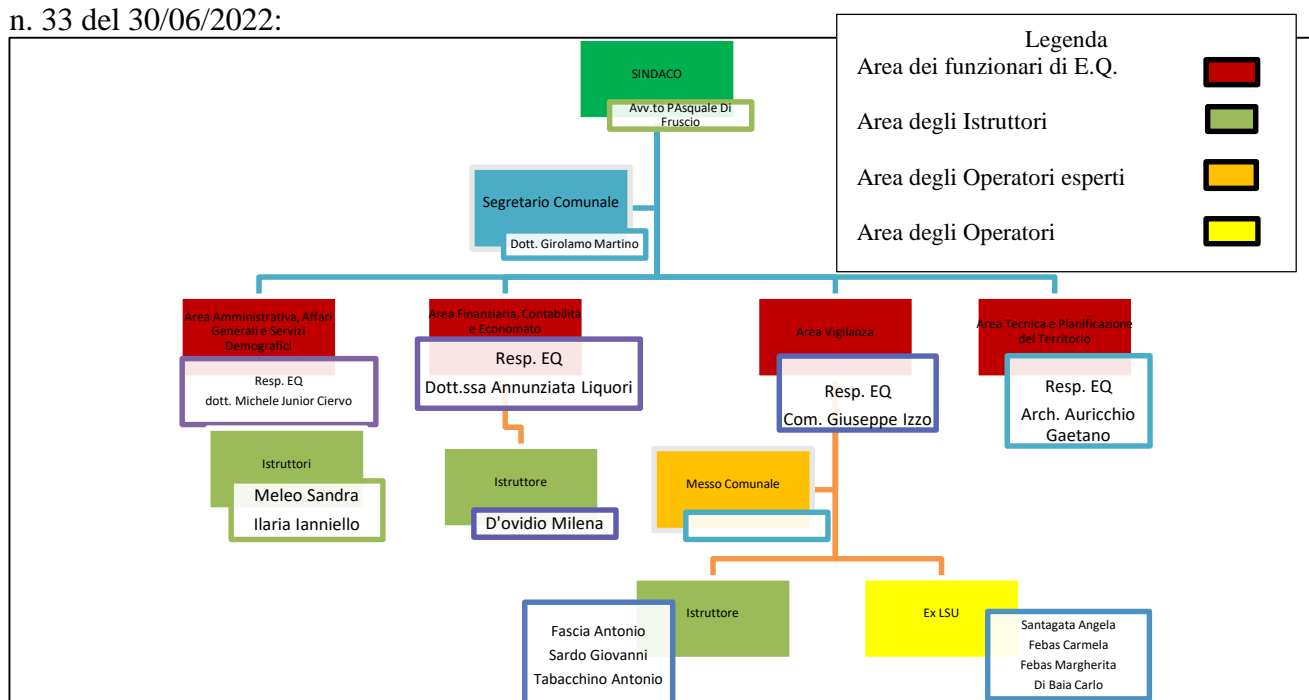 n. 33 del 30/06/2022:
Legenda
Area dei funzionari di E.Q.
Area degli Istruttori
Area degli Operatori esperti
Area degli Operatori
SINDACO
Avv.to PAsquale Di
Fruscio
Segretario Comunale
Dott. Girolamo Martino
Area Amministrativa, Affari
Generali e Servizi
Demografici
Resp. EQ
dott. Michele Junior Ciervo
Area Finanziaria, Contabilità
e Economato
Resp. EQ
Dott.ssa Annunziata Liquori
Area Vigilanza
Resp. EQ
Com. Giuseppe Izzo
Area Tecnica e Pianificazione
del Territorio
Resp. EQ
Arch. Auricchio
Gaetano
Istruttori
Meleo Sandra
Ilaria Ianniello
Istruttore
D'ovidio Milena
Messo Comunale
Istruttore
Fascia Antonio
Sardo Giovanni
Tabacchino Antonio
Ex LSU
Santagata Angela
Febas Carmela
Febas Margherita
Di Baia Carlo